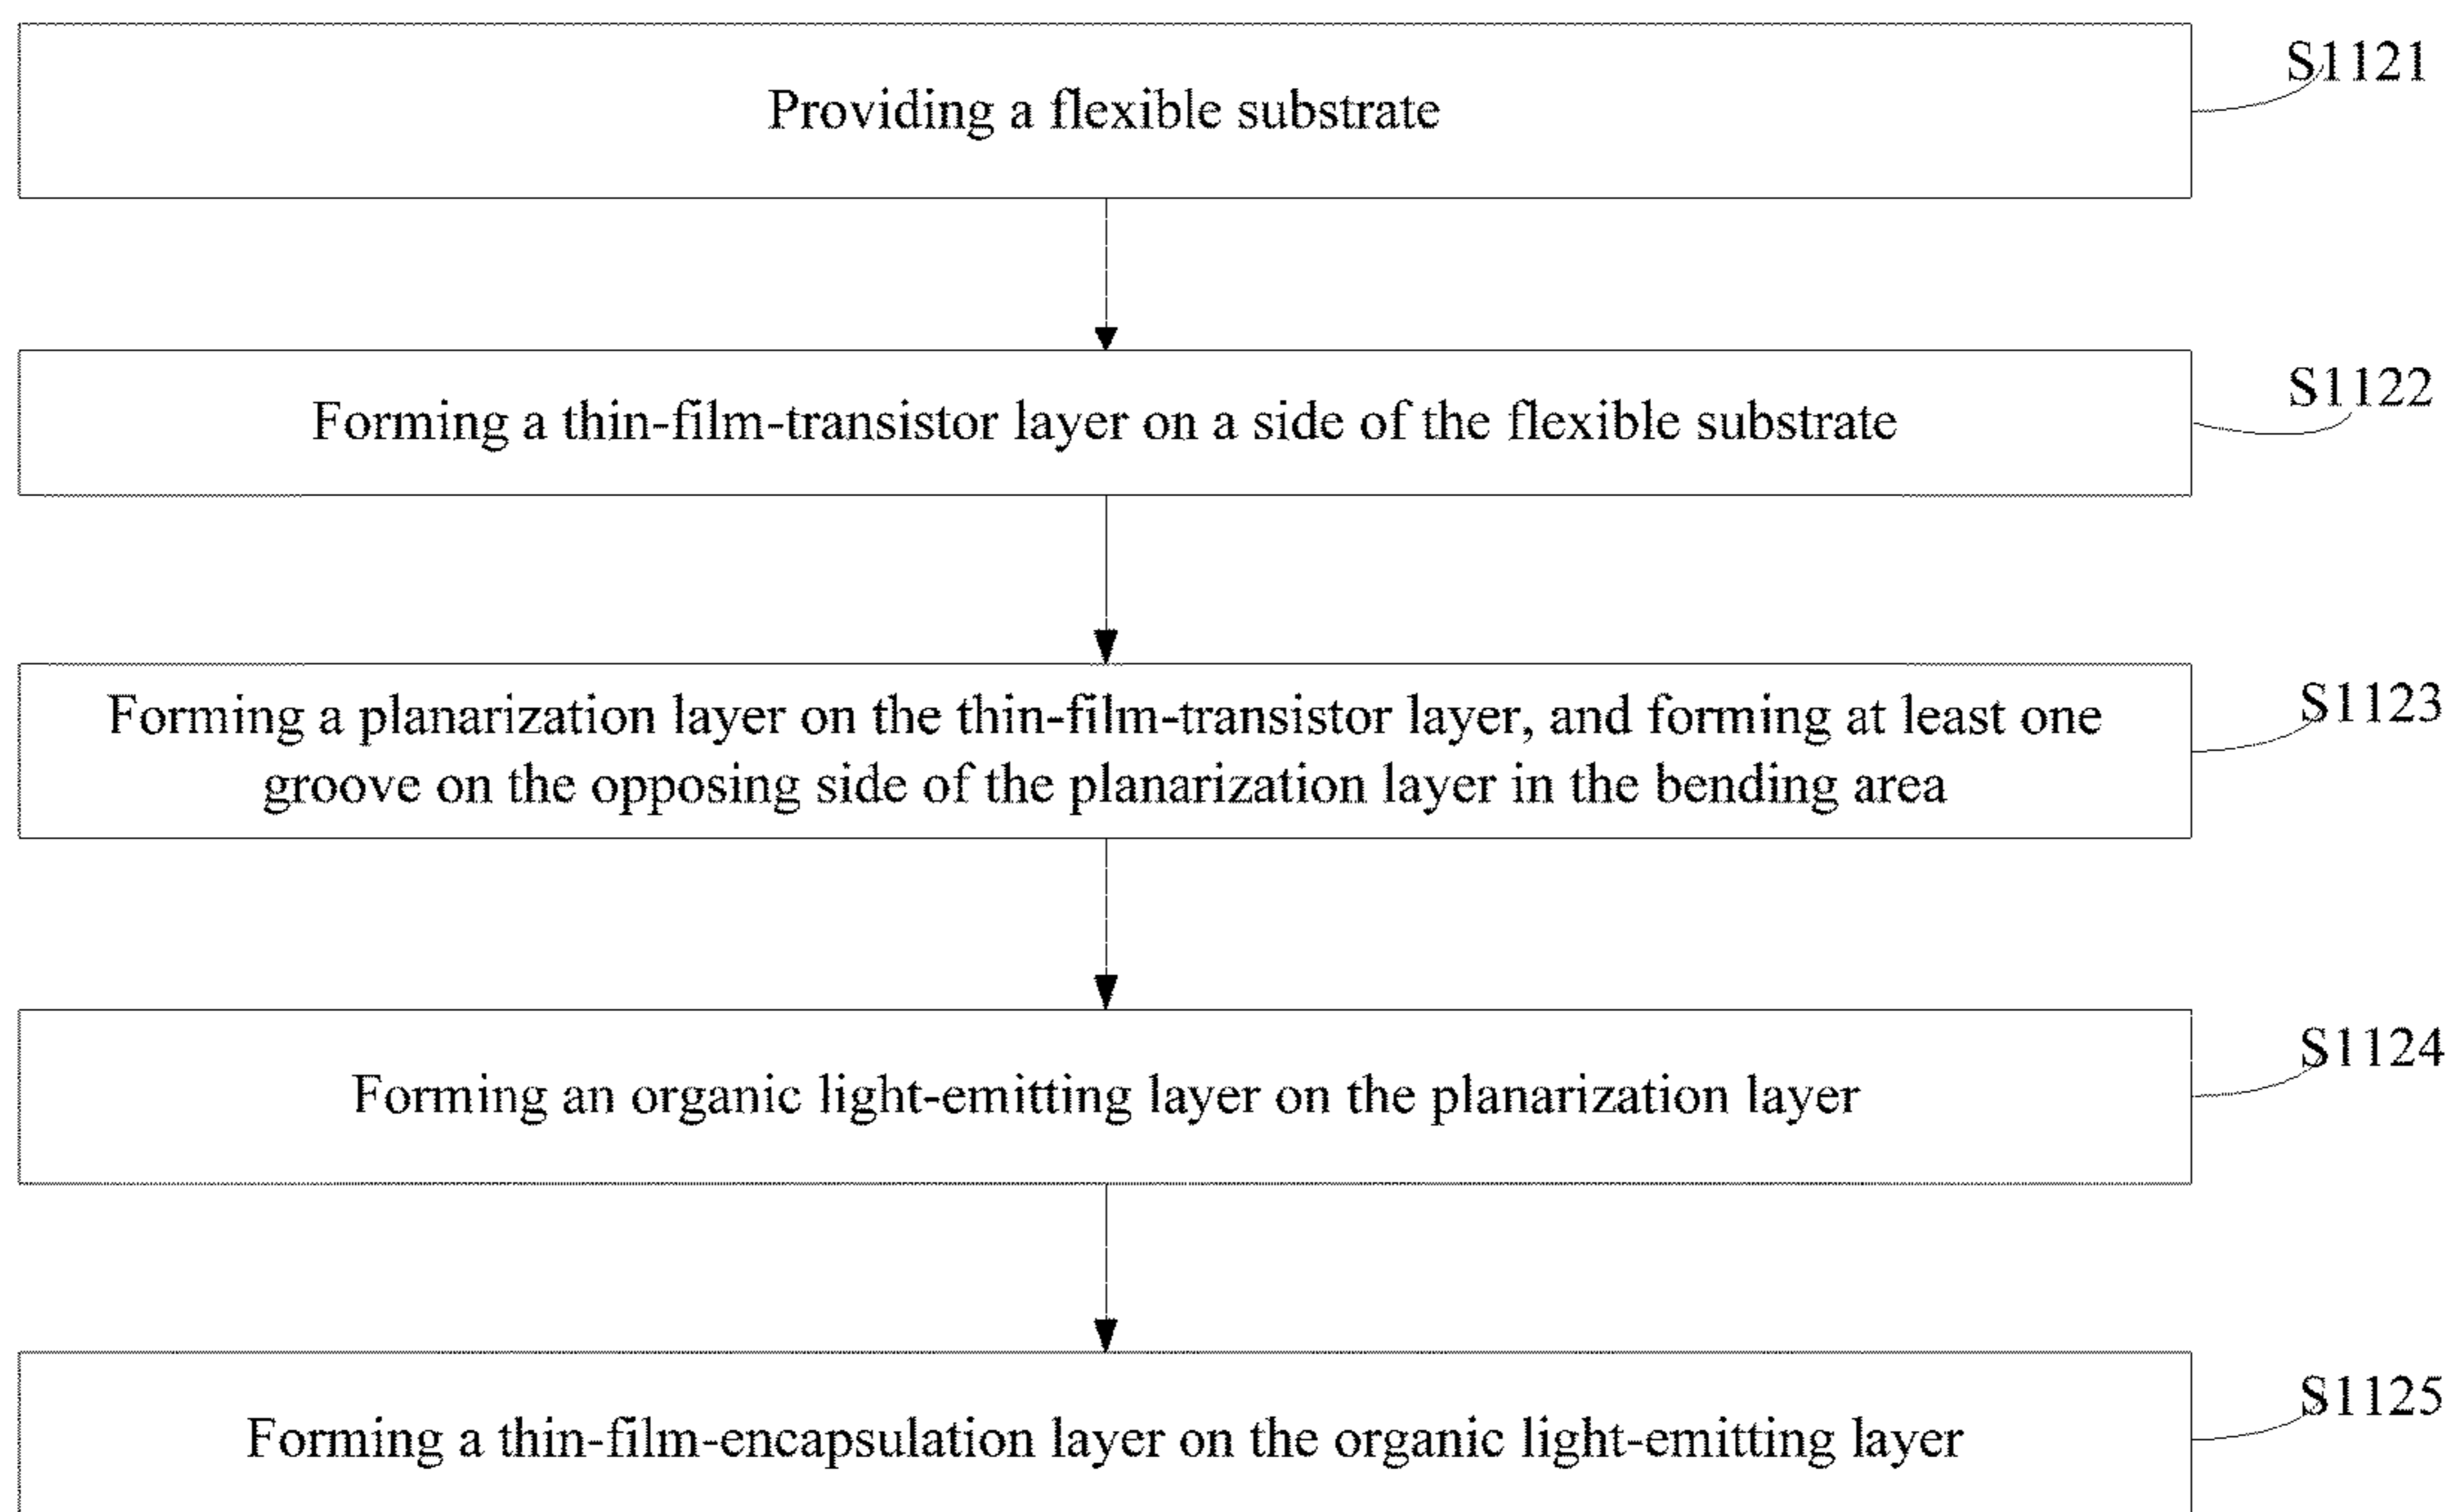 Providing a flexible substrate
S1121
Forming a thin-film-transistor layer on a side of the flexible substrate
S1122
Forming a planarization layer on the thin-film-transistor layer, and forming at least one
groove on the opposing side of the planarization layer in the bending area
S1123
Forming an organic light-emitting layer on the planarization layer
S1124
Forming a thin-film-encapsulation layer on the organic light-emitting layer
S1125